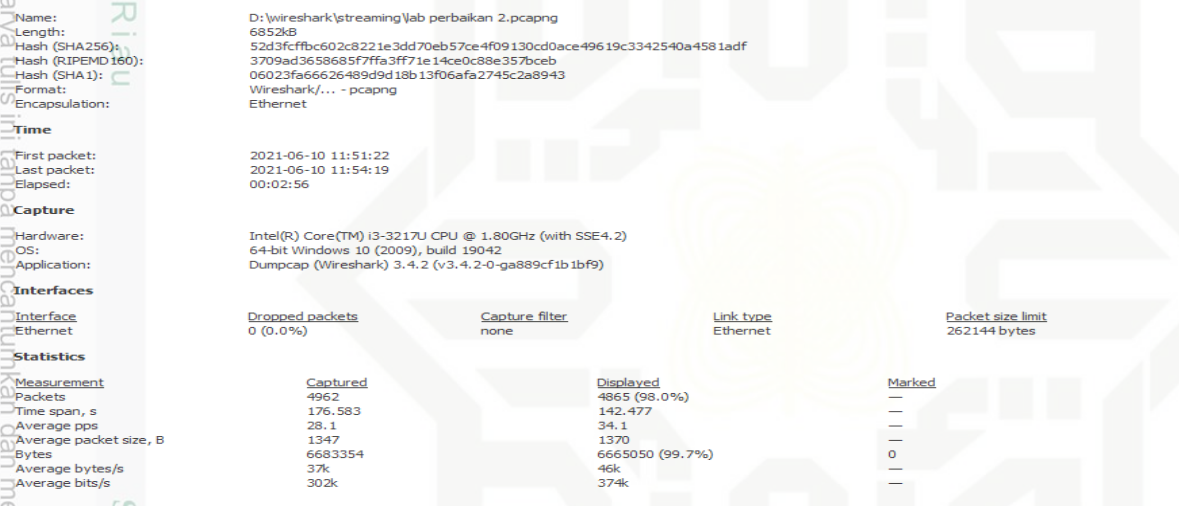 Name: D:\wireshark\streaming\lab perbaikan 2.pcapng
Length: 6852kB
Hash (SHA256): 52d3fcffbc602c8221e3dd70eb57ce4f09130cd0ace49619c3342540a4581adf
Hash (RIPEMD160): 3709ad3658685f7ffa3ff71e14ce0c88e357bceb
Hash (SHA1): 06023fa66626489d9d18b13f06afa2745c2a8943
Format: Wireshark/... - pcapng
Encapsulation: Ethernet
Time
First packet: 2021-06-10 11:51:22
Last packet: 2021-06-10 11:54:19
Elapsed: 00:02:56
Capture
Hardware: Intel(R) Core(TM) i3-3217U CPU @ 1.80GHz (with SSE4.2)
OS: 64-bit Windows 10 (2009), build 19042
Application: Dumpcap (Wireshark) 3.4.2 (v3.4.2-0-ga889cf1b1bf9)
Interfaces
Interface Dropped packets Capture filter Link type Packet size limit
Ethernet 0 (0.0%) none Ethernet 262144 bytes
Statistics
Measurement Captured Displayed Marked
Packets 4962 4865 (98.0%) —
Time span, s 176.583 142.477 —
Average pps 28.1 34.1 —
Average packet size, B 1347 1370 —
Bytes 6683354 6665050 (99.7%) 0
Average bytes/s 37k 46k —
Average bits/s 302k 374k —
tulis ini tanpa mencantumkan dan
Riau